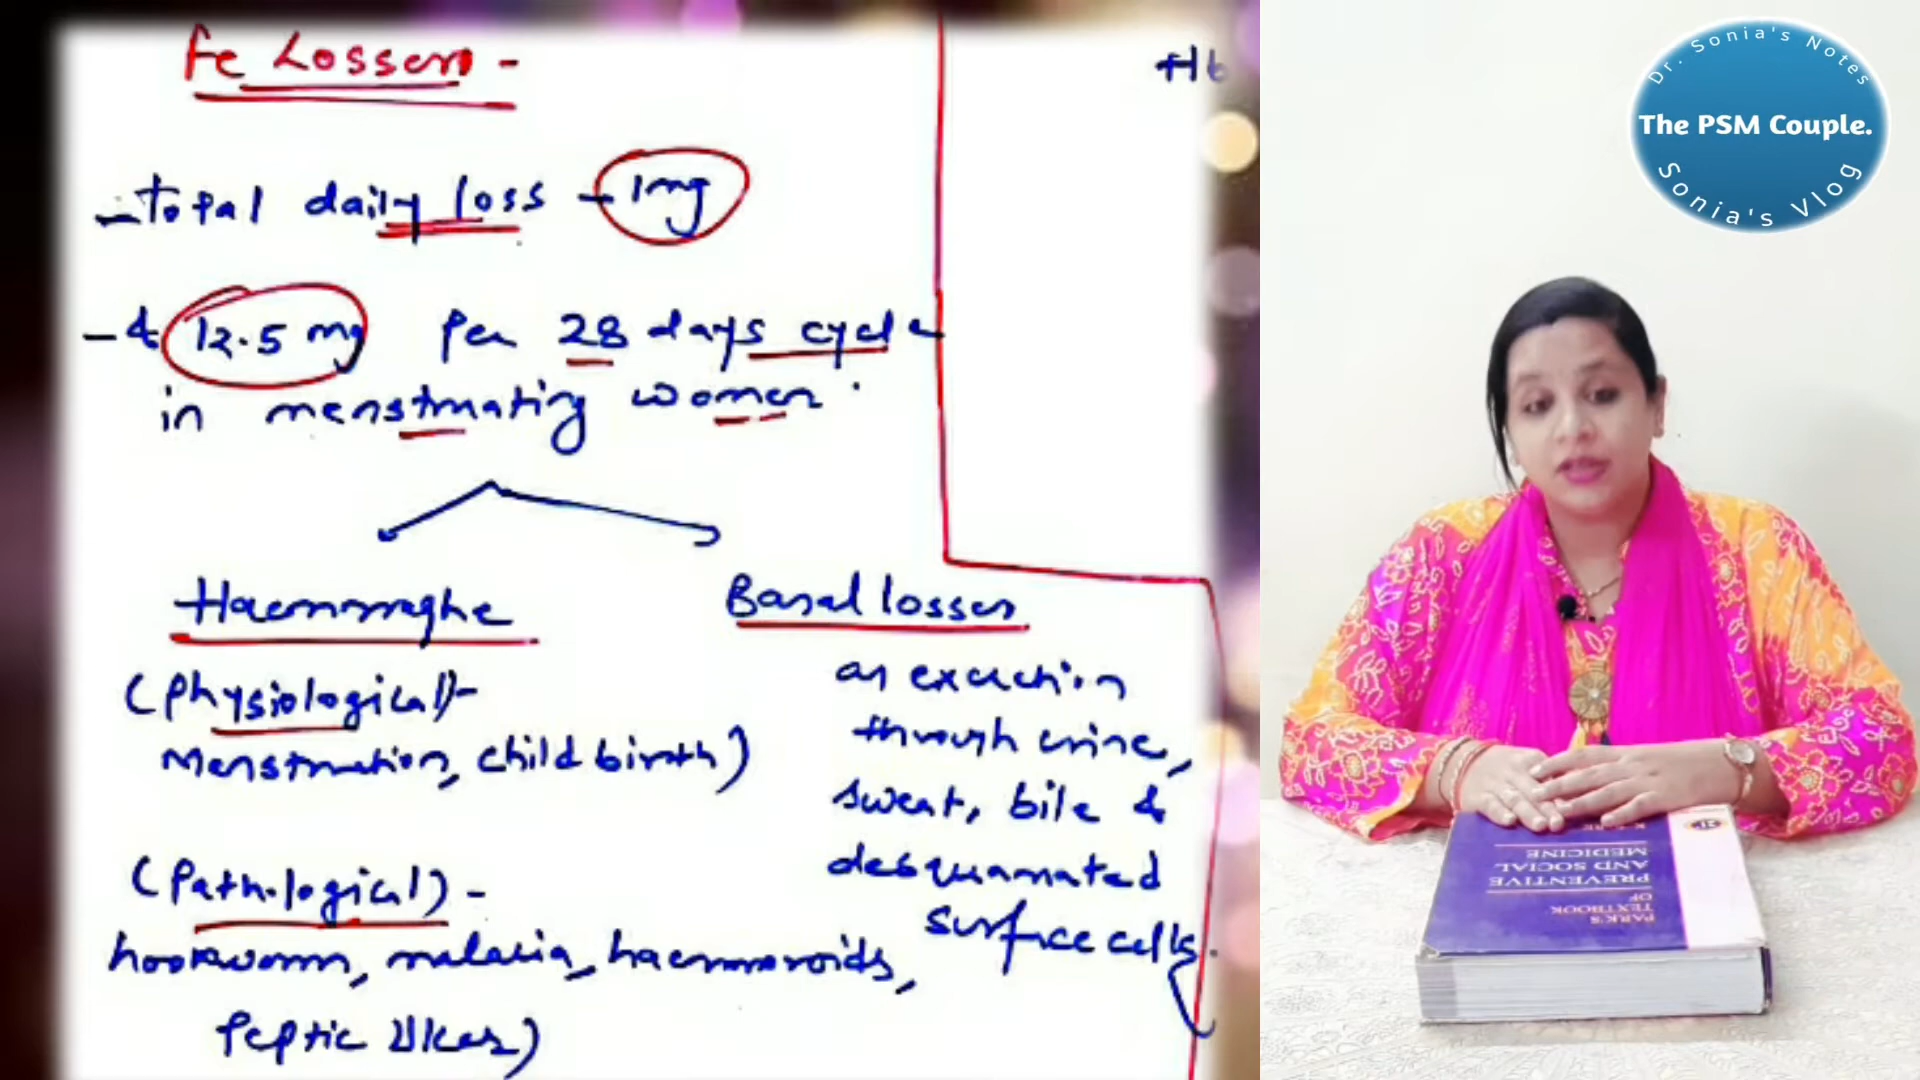 Fe Losses -
- Total daily loss - 1mg
- & 12.5 mg Per 28 days cycle
in menstruating women.
Haemorrhage
(Physiological)-
Menstruation, child birth)
(Pathological) -
hookworm, malaria, haemorroids,
Peptic Ulcer)
Basal losses
as excretion
through urine,
sweat, bile &
desquamated
surface cells.
Hb
Dr. Sonia's Notes
The PSM Couple.
Sonia's Vlog
PARK'S
TEXTBOOK
OF
PREVENTIVE
AND SOCIAL
MEDICINE